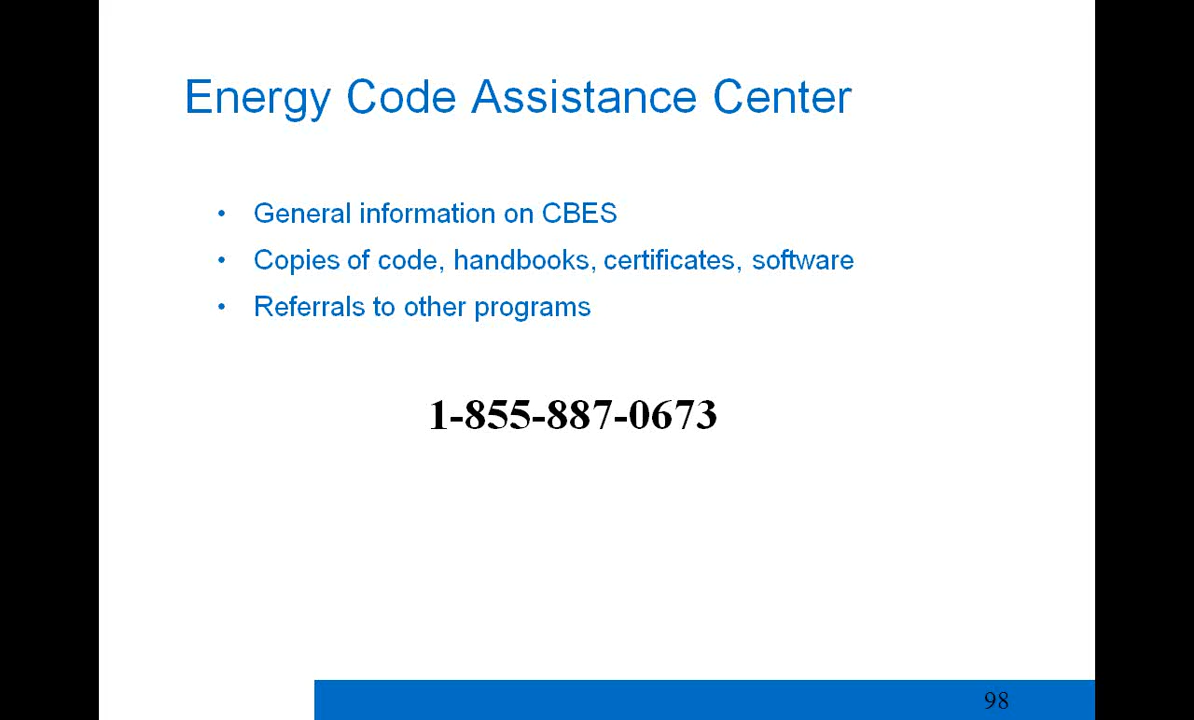 Energy Code Assistance Center
• General information on CBES
• Copies of code, handbooks, certificates, software
• Referrals to other programs
1-855-887-0673
98